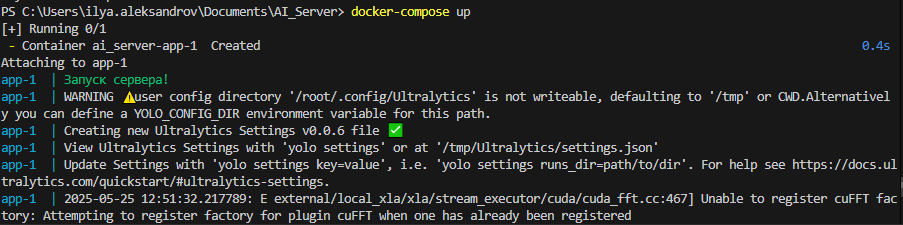 PS C:\Users\ilya.aleksandrov\Documents\AI_Server> docker-compose up
[+] Running 0/1
 - Container ai_server-app-1  Created                                                                 0.4s
Attaching to app-1
app-1  | Запуск сервера!
app-1  | WARNING ⚠️user config directory '/root/.config/Ultralytics' is not writeable, defaulting to '/tmp' or CWD.Alternativel
y you can define a YOLO_CONFIG_DIR environment variable for this path.
app-1  | Creating new Ultralytics Settings v0.0.6 file ✅
app-1  | View Ultralytics Settings with 'yolo settings' or at '/tmp/Ultralytics/settings.json'
app-1  | Update Settings with 'yolo settings key=value', i.e. 'yolo settings runs_dir=path/to/dir'. For help see https://docs.ul
tralytics.com/quickstart/#ultralytics-settings.
app-1  | 2025-05-25 12:51:32.217789: E external/local_xla/xla/stream_executor/cuda/cuda_fft.cc:467] Unable to register cuFFT fac
tory: Attempting to register factory for plugin cuFFT when one has already been registered